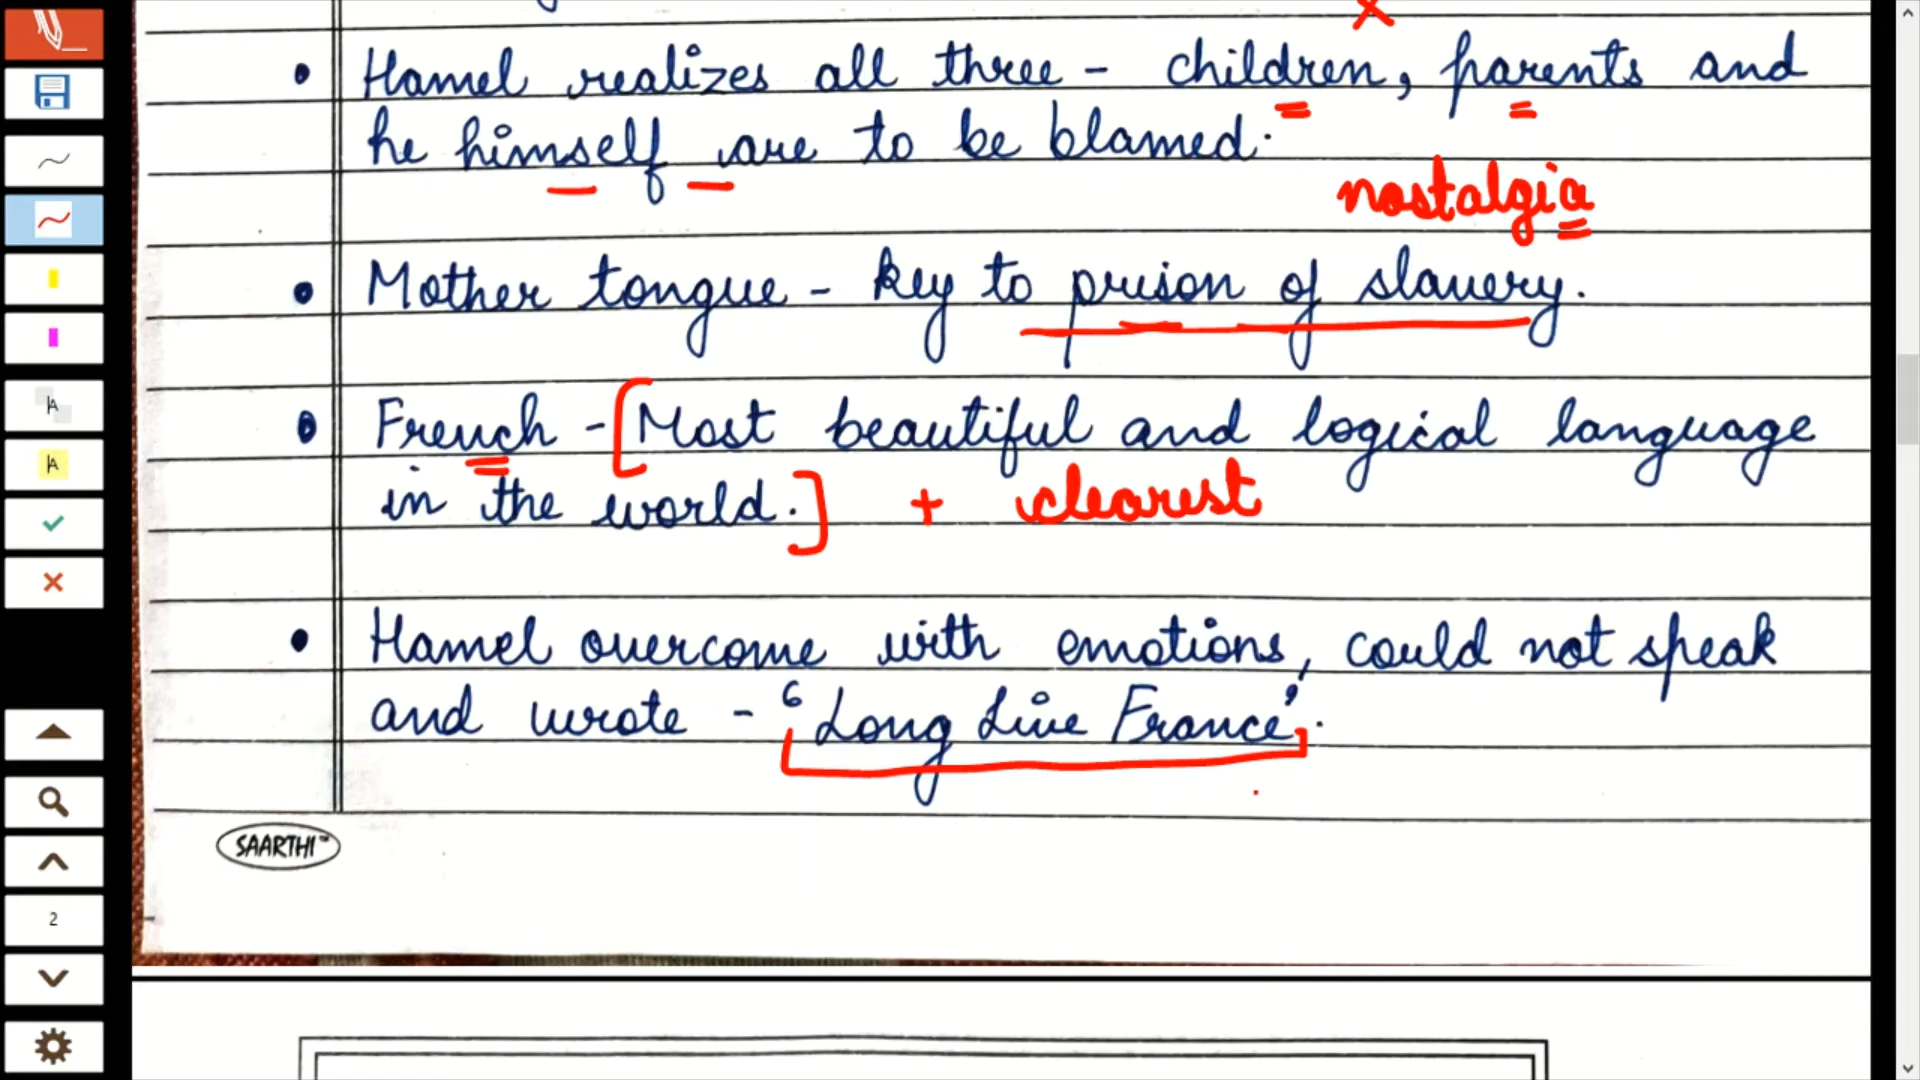 • Hamel realizes all three - children, parents and
he himself are to be blamed.
nostalgia
• Mother tongue - key to prison of slavery.
• French - [Most beautiful and logical language
in the world.] + clearest
• Hamel overcome with emotions, could not speak
and wrote - 'Long Live France'.
SAARTHI™
2